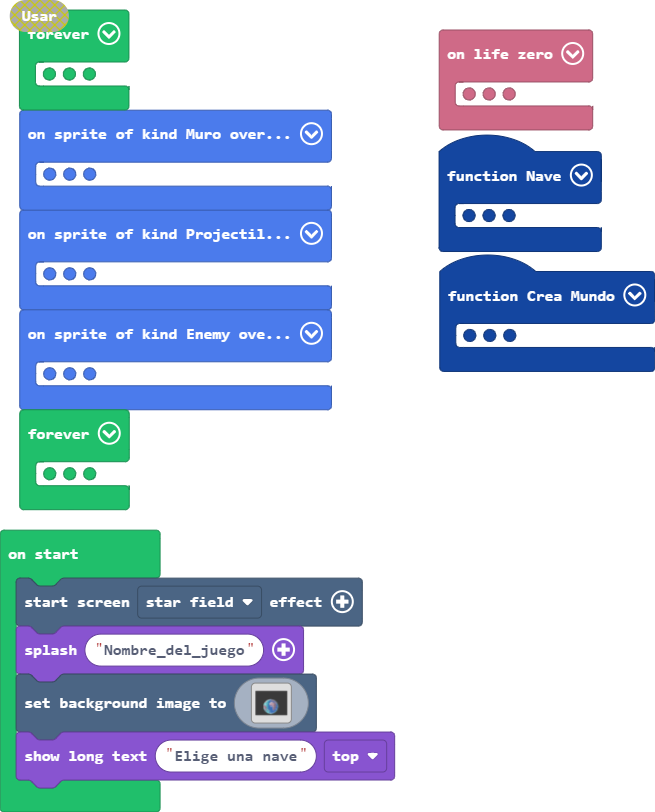 Usar
forever
on sprite of kind Muro over...
on sprite of kind Projectil...
on sprite of kind Enemy ove...
forever
on life zero
function Nave
function Crea Mundo
on start
start screen star field effect
splash "Nombre_del_juego"
set background image to
show long text "Elige una nave" top